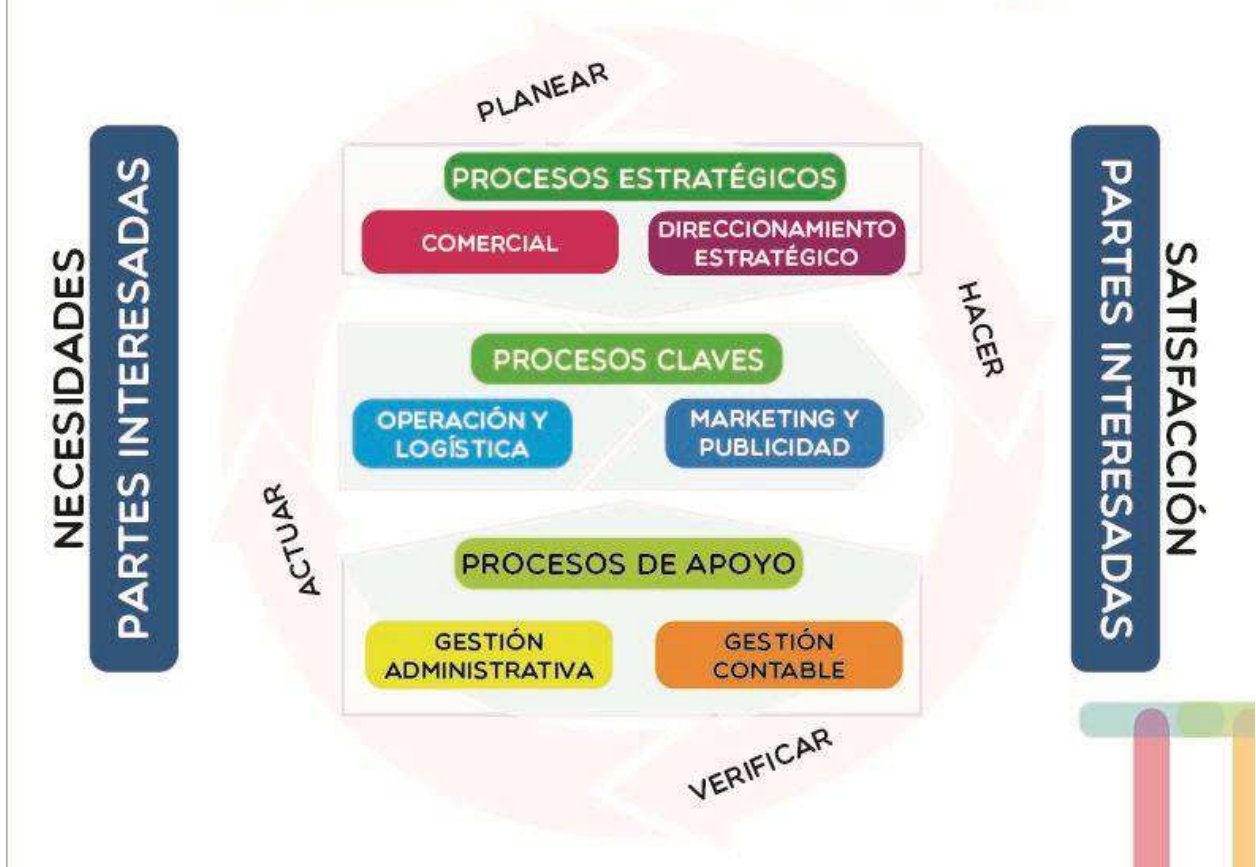 PLANEAR
PROCESOS ESTRATÉGICOS
COMERCIAL
DIRECCIONAMIENTO
ESTRATÉGICO
NECESIDADES
PARTES INTERESADAS
HACER
PARTES INTERESADAS
SATISFACCIÓN
PROCESOS CLAVES
OPERACIÓN Y
LOGÍSTICA
MARKETING Y
PUBLICIDAD
ACTUAR
PROCESOS DE APOYO
GESTIÓN
ADMINISTRATIVA
GESTIÓN
CONTABLE
VERIFICAR